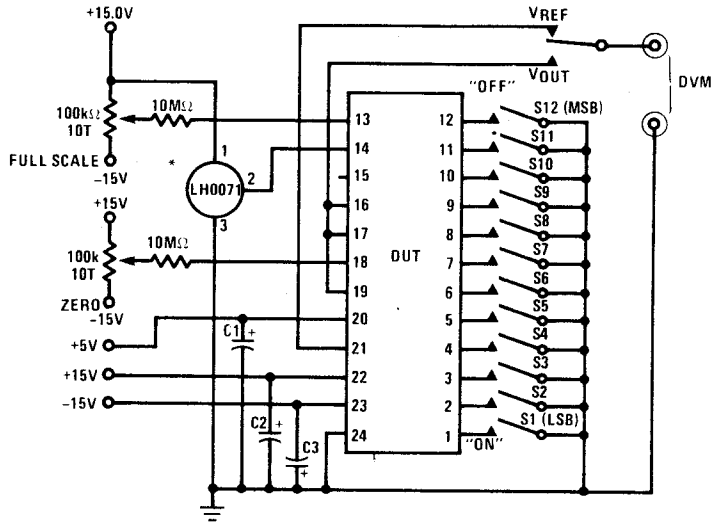 +15.0V
VREF
VOUT
DVM
"OFF"
S12 (MSB)
100kΩ
10T
10MΩ
13
12
FULL SCALE
*
1
14
11
S11
-15V
LH0071
2
15
10
S10
+15V
3
16
9
S9
17
8
S8
100k
10T
10MΩ
18
DUT
7
S7
ZERO
19
6
S6
-15V
20
5
S5
+5V
C1
+
21
4
S4
+15V
22
3
S3
-15V
23
2
S2
C2
+
C3
+
24
1
S1 (LSB)
"ON"